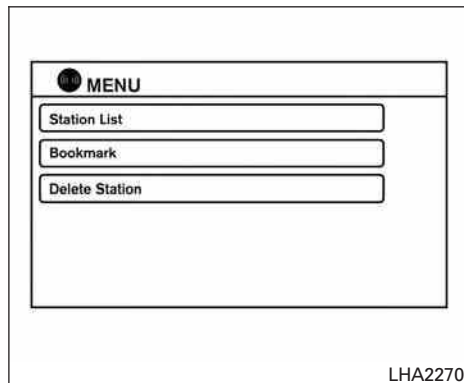 MENU
Station List
Bookmark
Delete Station
LHA2270